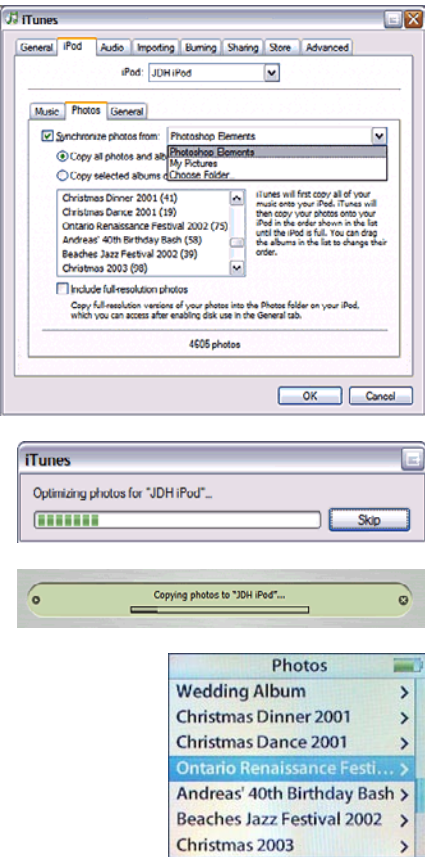 iTunes
General iPod Audio Importing Burning Sharing Store Advanced
iPod: JDH iPod
Music Photos General
Synchronize photos from: Photoshop Elements
Photoshop Elements
My Pictures
Choose Folder...
Copy all photos and alb
Copy selected albums o
Christmas Dinner 2001 (41)
Christmas Dance 2001 (19)
Ontario Renaissance Festival 2002 (75)
Andreas' 40th Birthday Bash (58)
Beaches Jazz Festival 2002 (39)
Christmas 2003 (98)
iTunes will first copy all of your
music onto your iPod. iTunes will
then copy your photos onto your
iPod in the order shown in the list
until the iPod is full. You can drag
the albums in the list to change their
order.
Include full-resolution photos
Copy full-resolution versions of your photos into the Photos folder on your iPod,
which you can access after enabling disk use in the General tab.
4605 photos
OK Cancel
iTunes
Optimizing photos for "JDH iPod"...
Skip
Copying photos to "JDH iPod"...
Photos
Wedding Album
Christmas Dinner 2001
Christmas Dance 2001
Ontario Renaissance Festi...
Andreas' 40th Birthday Bash
Beaches Jazz Festival 2002
Christmas 2003